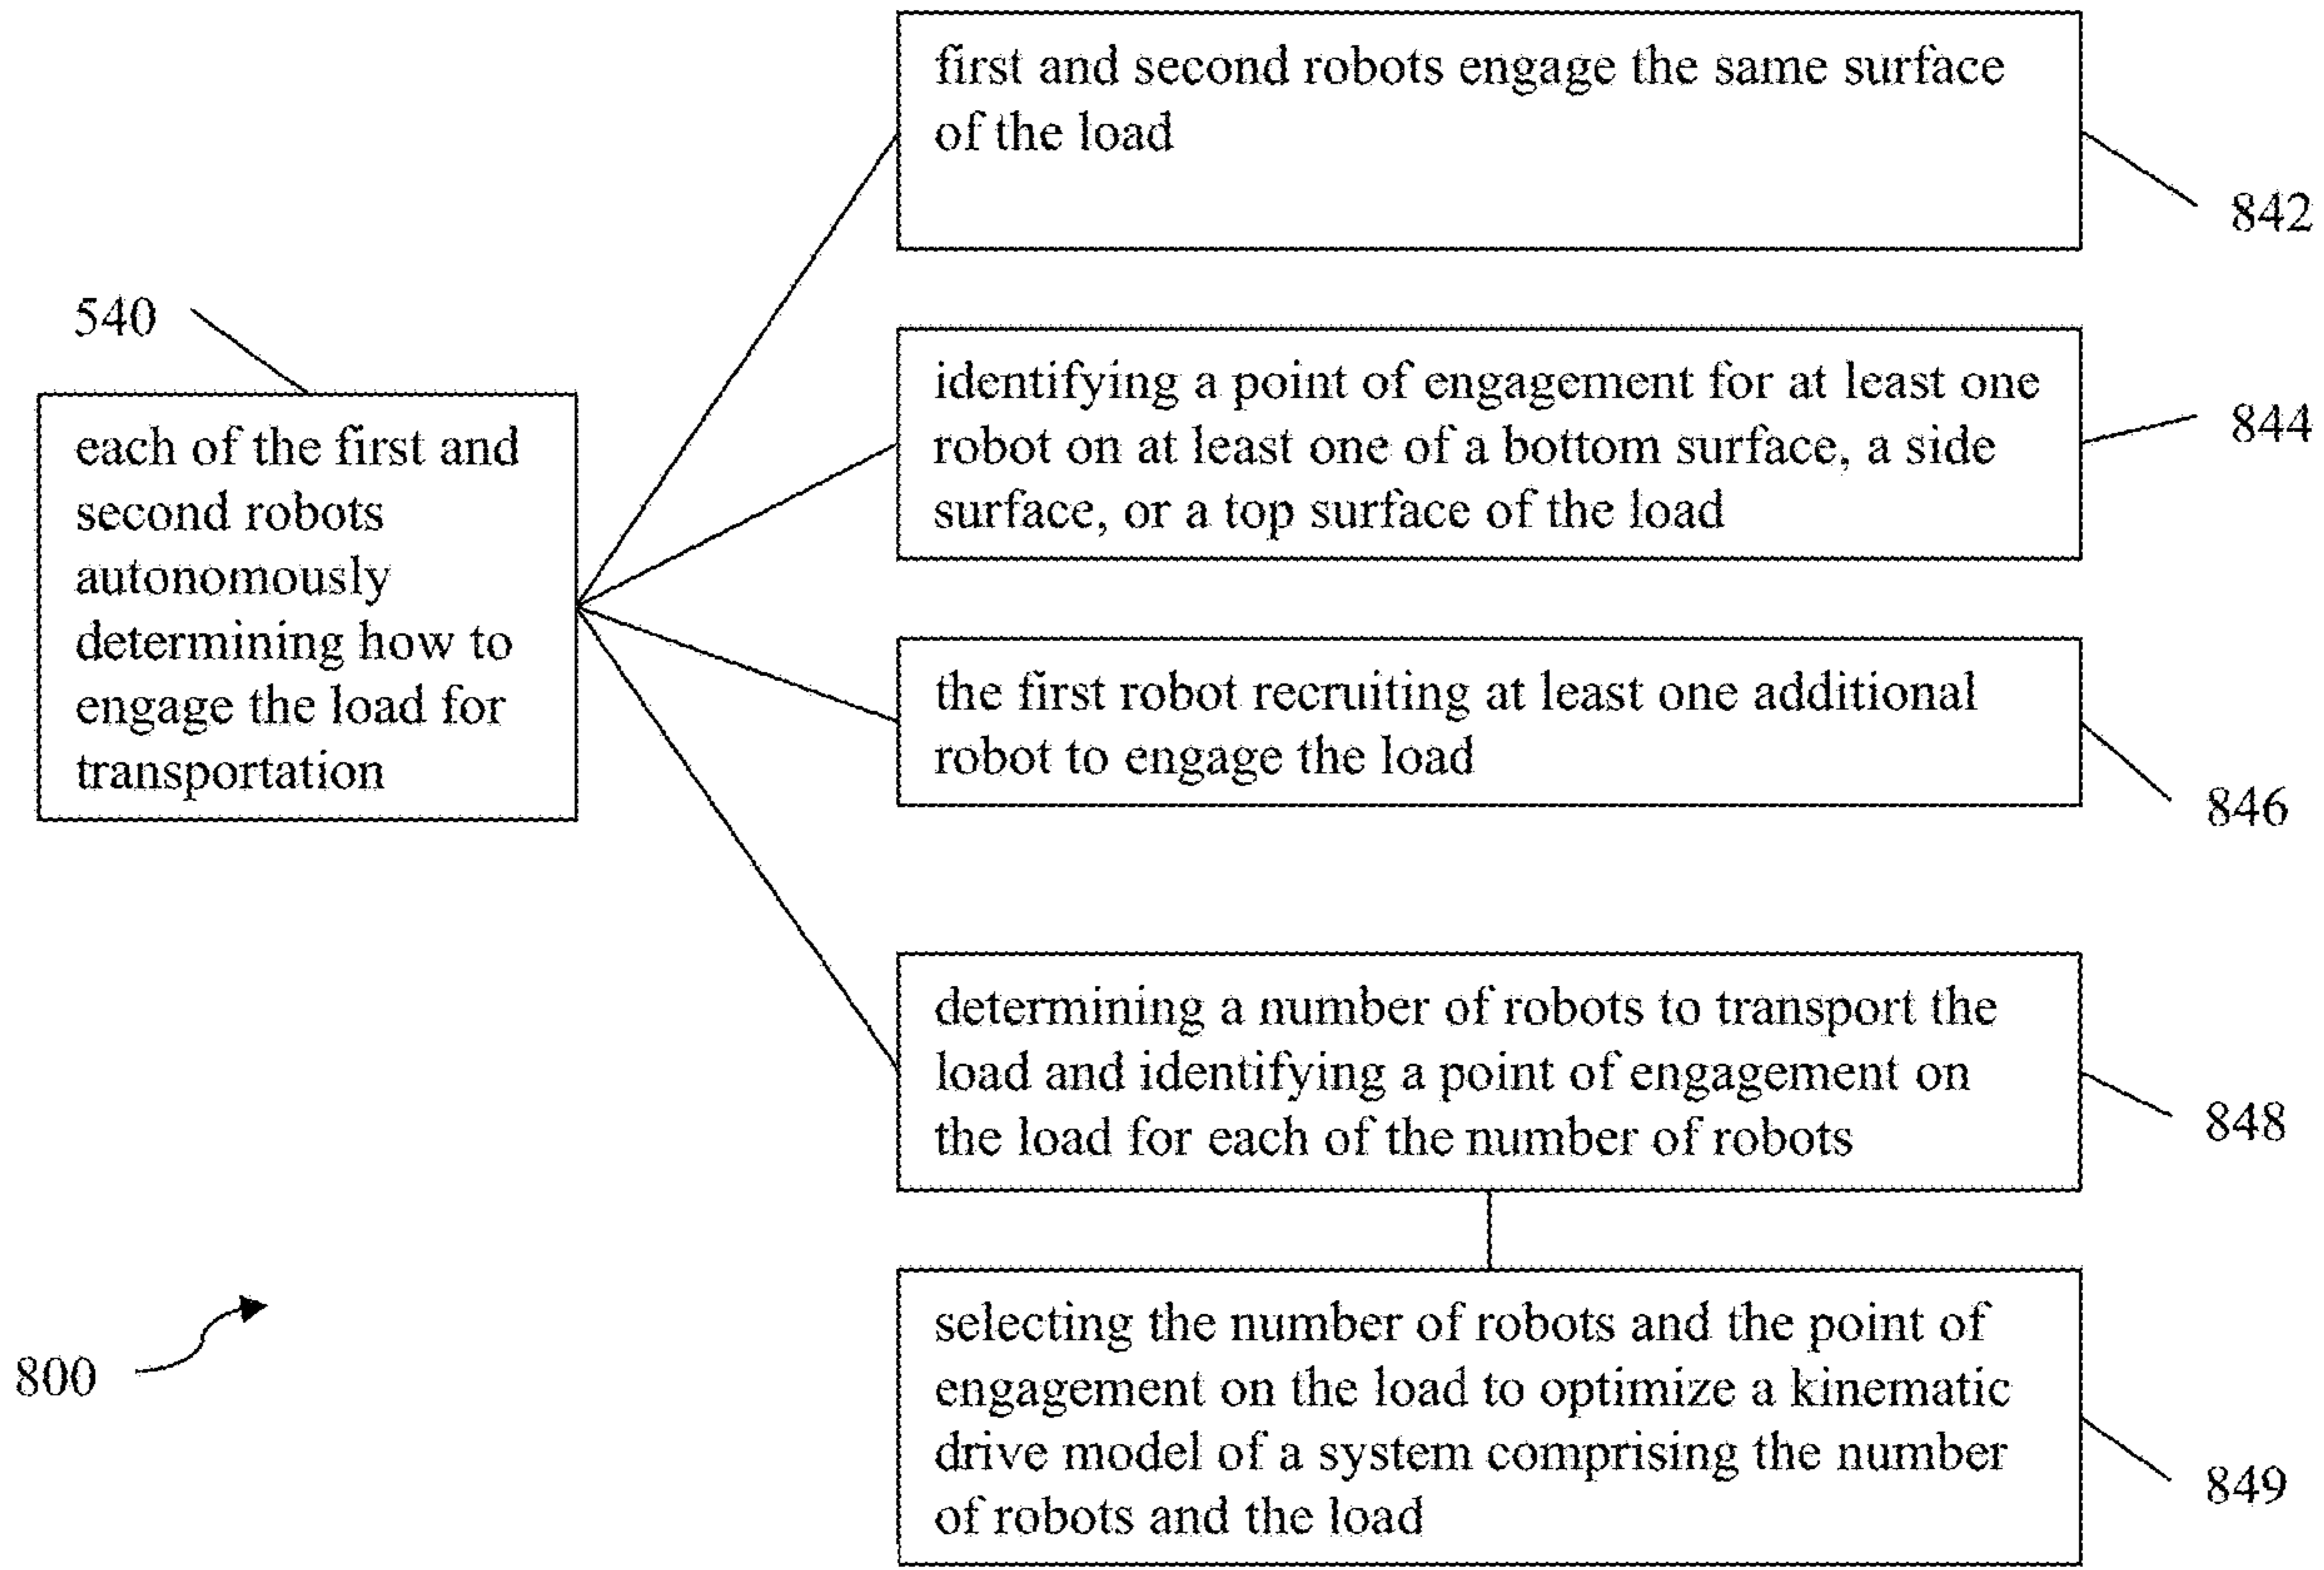 540
each of the first and
second robots
autonomously
determining how to
engage the load for
transportation
first and second robots engage the same surface
of the load
842
identifying a point of engagement for at least one
robot on at least one of a bottom surface, a side
surface, or a top surface of the load
844
the first robot recruiting at least one additional
robot to engage the load
846
determining a number of robots to transport the
load and identifying a point of engagement on
the load for each of the number of robots
848
selecting the number of robots and the point of
engagement on the load to optimize a kinematic
drive model of a system comprising the number
of robots and the load
849
800